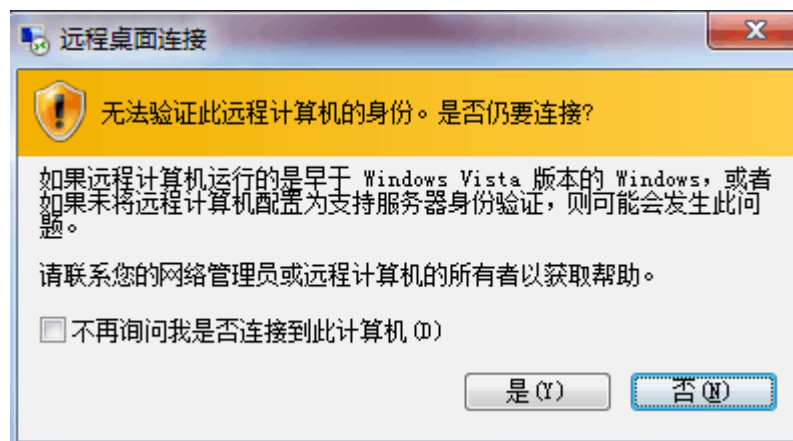 远程桌面连接
无法验证此远程计算机的身份。是否仍要连接?
如果远程计算机运行的是早于 Windows Vista 版本的 Windows，或者
如果未将远程计算机配置为支持服务器身份验证，则可能会发生此问
题。
请联系您的网络管理员或远程计算机的所有者以获取帮助。
不再询问我是否连接到此计算机(D)
是(Y)
否(N)